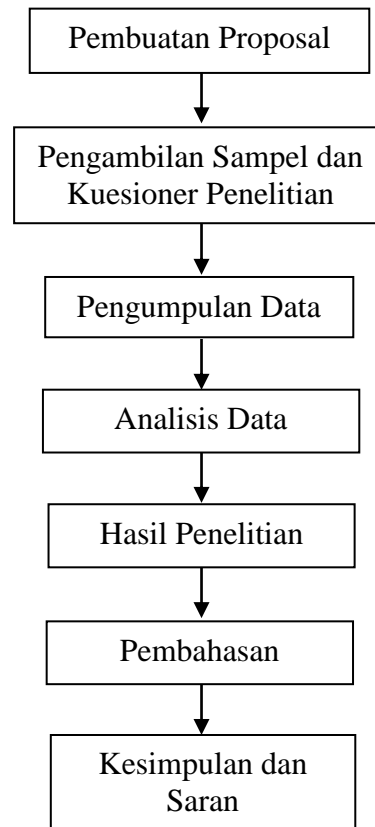 Pembuatan Proposal
Pengambilan Sampel dan
Kuesioner Penelitian
Pengumpulan Data
Analisis Data
Hasil Penelitian
Pembahasan
Kesimpulan dan
Saran